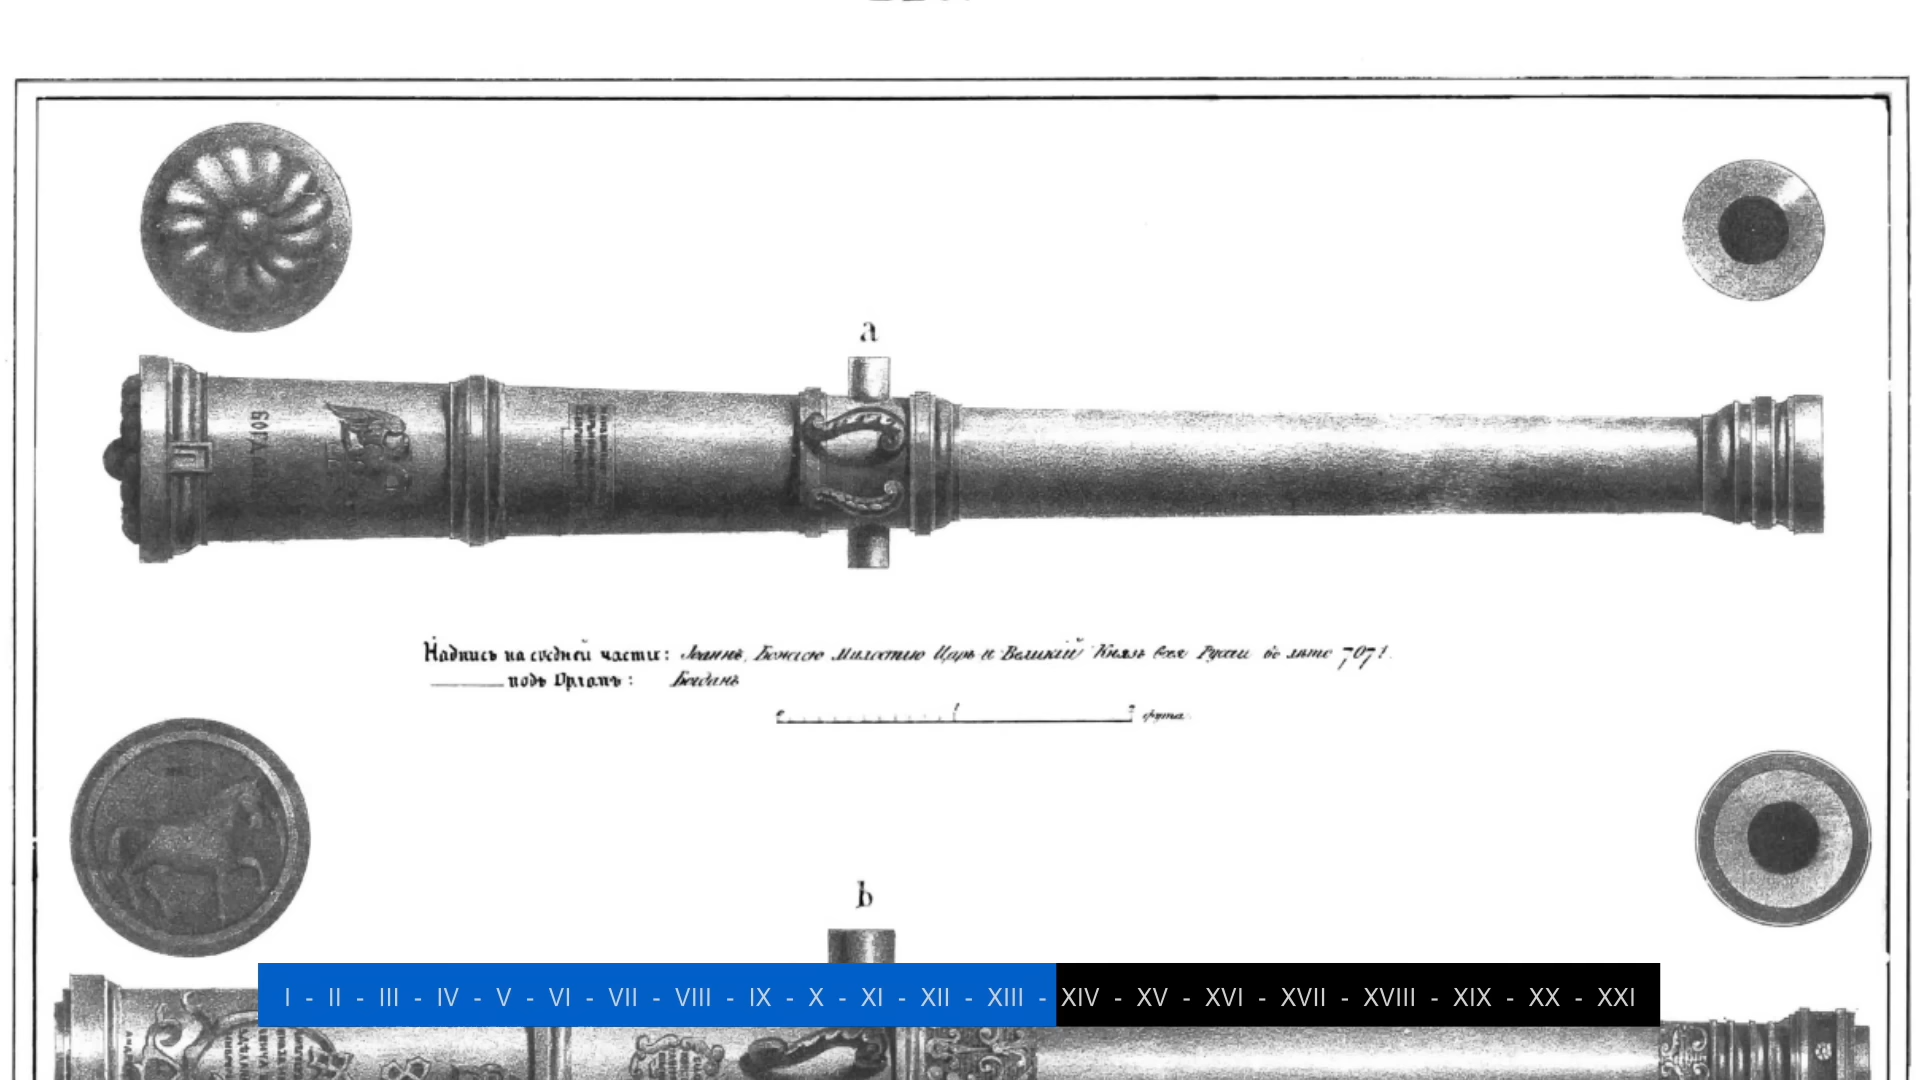 a
Надпись на средней части: Іоаннъ, Божіею Милостію Царь и Великій Князь всея Русіи въ лѣто 7071.
подъ Орломъ: Богданъ
фута.
b
I - II - III - IV - V - VI - VII - VIII - IX - X - XI - XII - XIII - XIV - XV - XVI - XVII - XVIII - XIX - XX - XXI